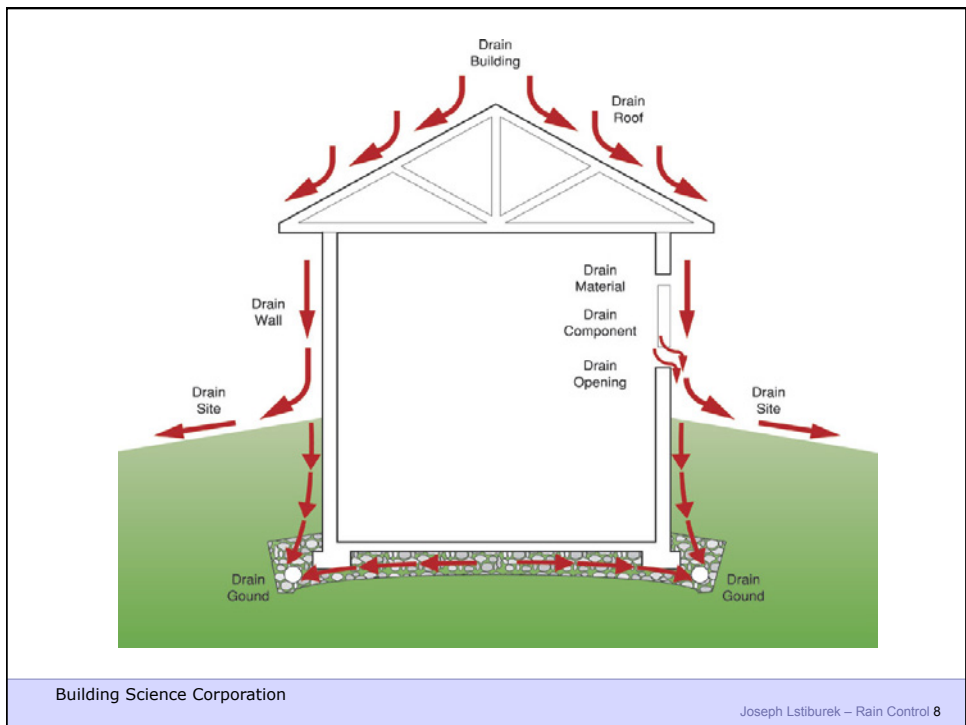 Drain
Building
Drain
Roof
Drain
Material
Drain
Wall
Drain
Component
Drain
Opening
Drain
Site
Drain
Site
Drain
Gound
Drain
Gound
Building Science Corporation
Joseph Lstiburek – Rain Control 8